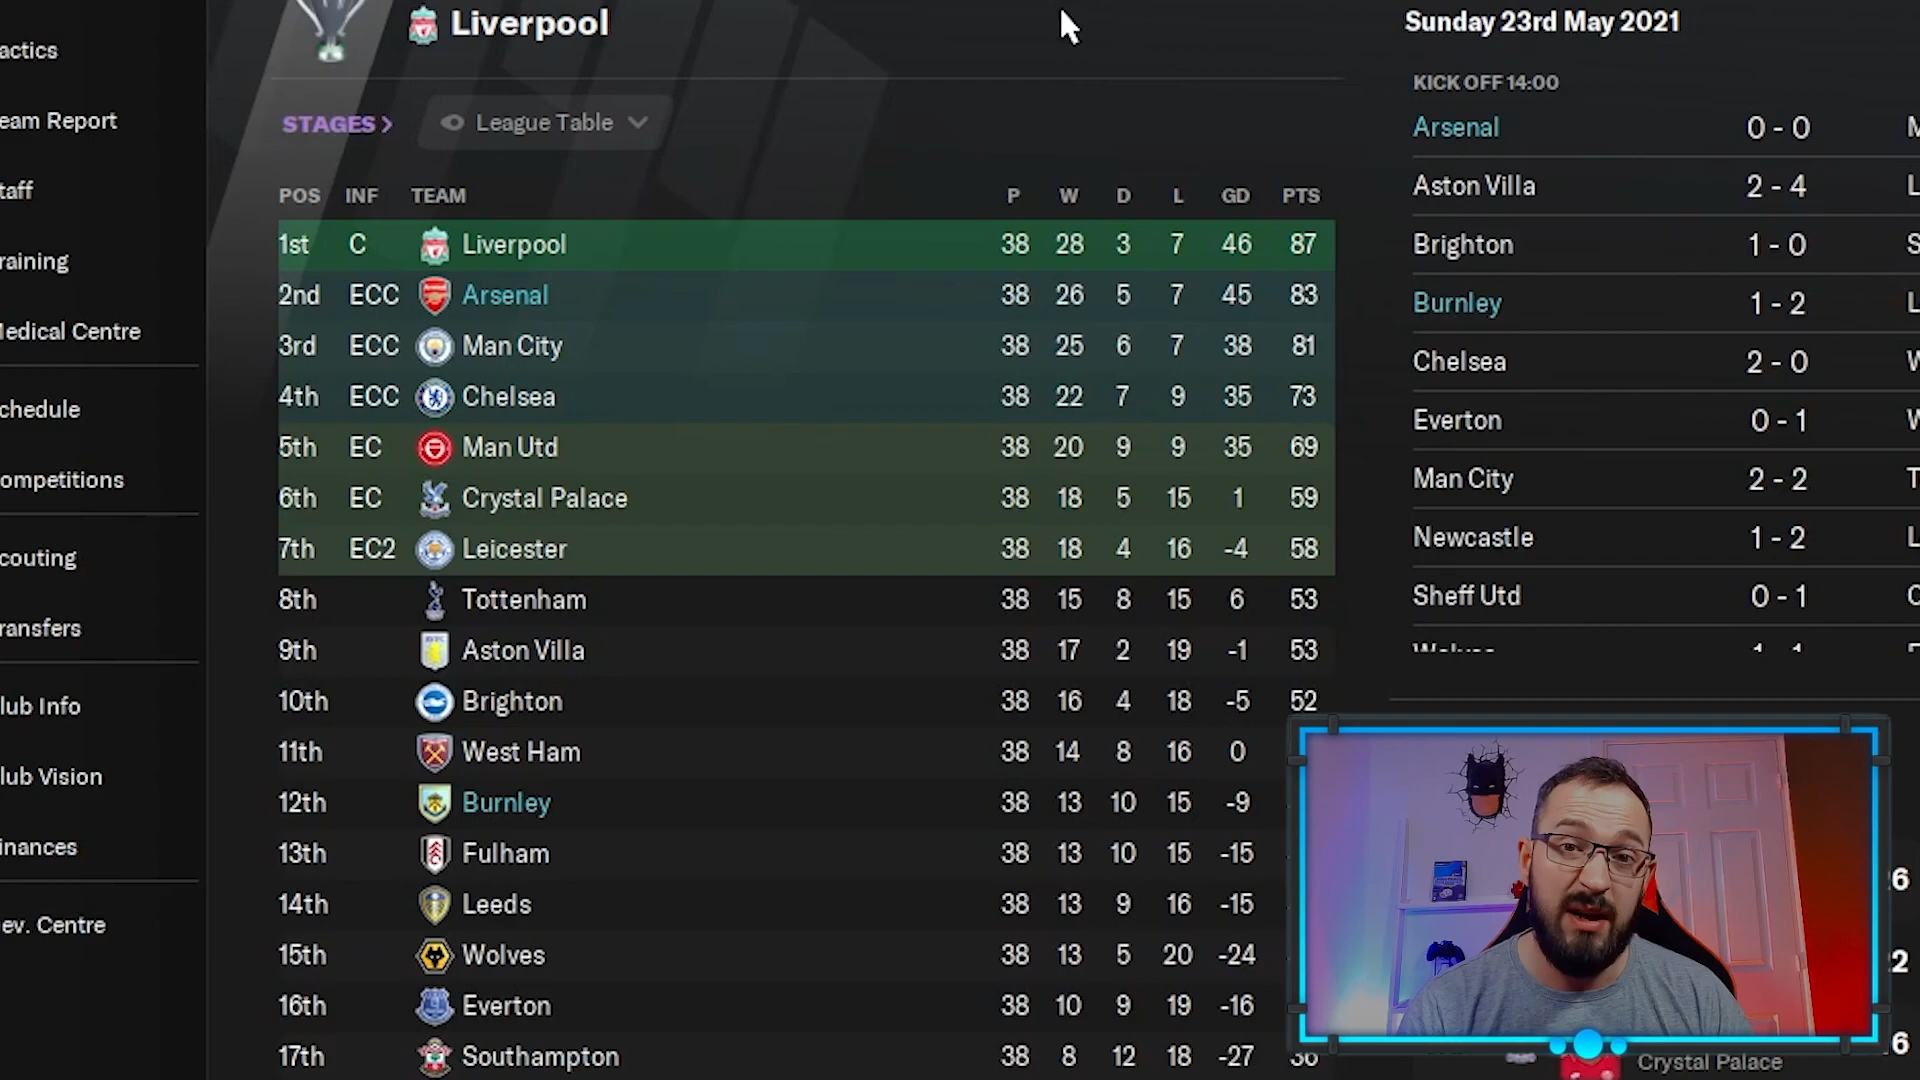 Liverpool
Sunday 23rd May 2021
actics
eam Report
taff
raining
edical Centre
chedule
ompetitions
couting
ransfers
lub Info
lub Vision
inances
ev. Centre
STAGES > League Table
POS INF TEAM P W D L GD PTS
1st C Liverpool 38 28 3 7 46 87
2nd ECC Arsenal 38 26 5 7 45 83
3rd ECC Man City 38 25 6 7 38 81
4th ECC Chelsea 38 22 7 9 35 73
5th EC Man Utd 38 20 9 9 35 69
6th EC Crystal Palace 38 18 5 15 1 59
7th EC2 Leicester 38 18 4 16 -4 58
8th Tottenham 38 15 8 15 6 53
9th Aston Villa 38 17 2 19 -1 53
10th Brighton 38 16 4 18 -5 52
11th West Ham 38 14 8 16 0
12th Burnley 38 13 10 15 -9
13th Fulham 38 13 10 15 -15
14th Leeds 38 13 9 16 -15
15th Wolves 38 13 5 20 -24
16th Everton 38 10 9 19 -16
17th Southampton 38 8 12 18 -27 36
KICK OFF 14:00
Arsenal 0 - 0 M
Aston Villa 2 - 4 L
Brighton 1 - 0 S
Burnley 1 - 2 L
Chelsea 2 - 0 W
Everton 0 - 1 W
Man City 2 - 2 T
Newcastle 1 - 2 L
Sheff Utd 0 - 1 C
6
2
6
Crystal Palace